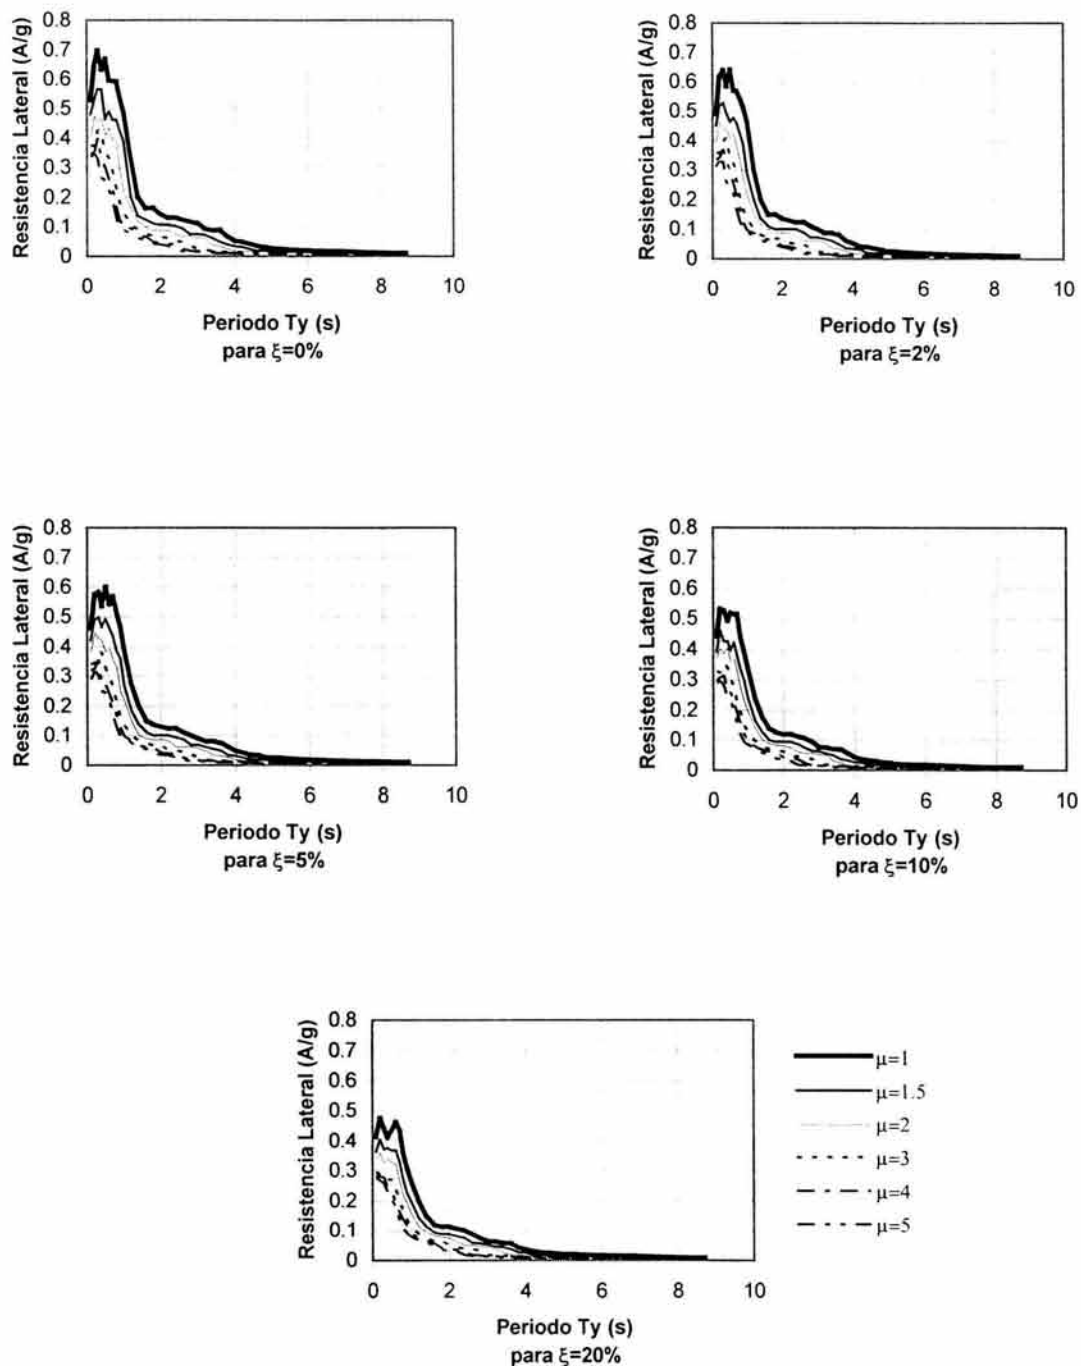 Resistencia Lateral (A/g)
0.8
0.7
0.6
0.5
0.4
0.3
0.2
0.1
0
0 2 4 6 8 10
Periodo Ty (s)
para ξ=0%
Resistencia Lateral (A/g)
0.8
0.7
0.6
0.5
0.4
0.3
0.2
0.1
0
0 2 4 6 8 10
Periodo Ty (s)
para ξ=2%
Resistencia Lateral (A/g)
0.8
0.7
0.6
0.5
0.4
0.3
0.2
0.1
0
0 2 4 6 8 10
Periodo Ty (s)
para ξ=5%
Resistencia Lateral (A/g)
0.8
0.7
0.6
0.5
0.4
0.3
0.2
0.1
0
0 2 4 6 8 10
Periodo Ty (s)
para ξ=10%
Resistencia Lateral (A/g)
0.8
0.7
0.6
0.5
0.4
0.3
0.2
0.1
0
0 2 4 6 8 10
Periodo Ty (s)
para ξ=20%
μ=1
μ=1.5
μ=2
μ=3
μ=4
μ=5